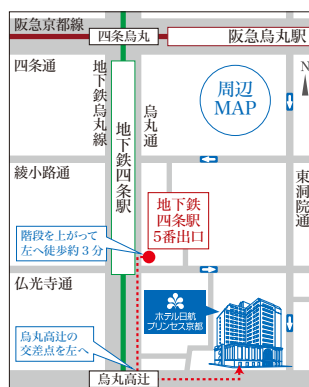 阪急京都線
四条烏丸
阪急烏丸駅
四条通
地下鉄烏丸線
地下鉄四条駅
烏丸通
周辺
MAP
N
綾小路通
東洞院通
地下鉄
四条駅
5番出口
階段を上がって
左へ徒歩約3分
仏光寺通
ホテル日航
プリンセス京都
烏丸高辻の
交差点を左へ
烏丸高辻